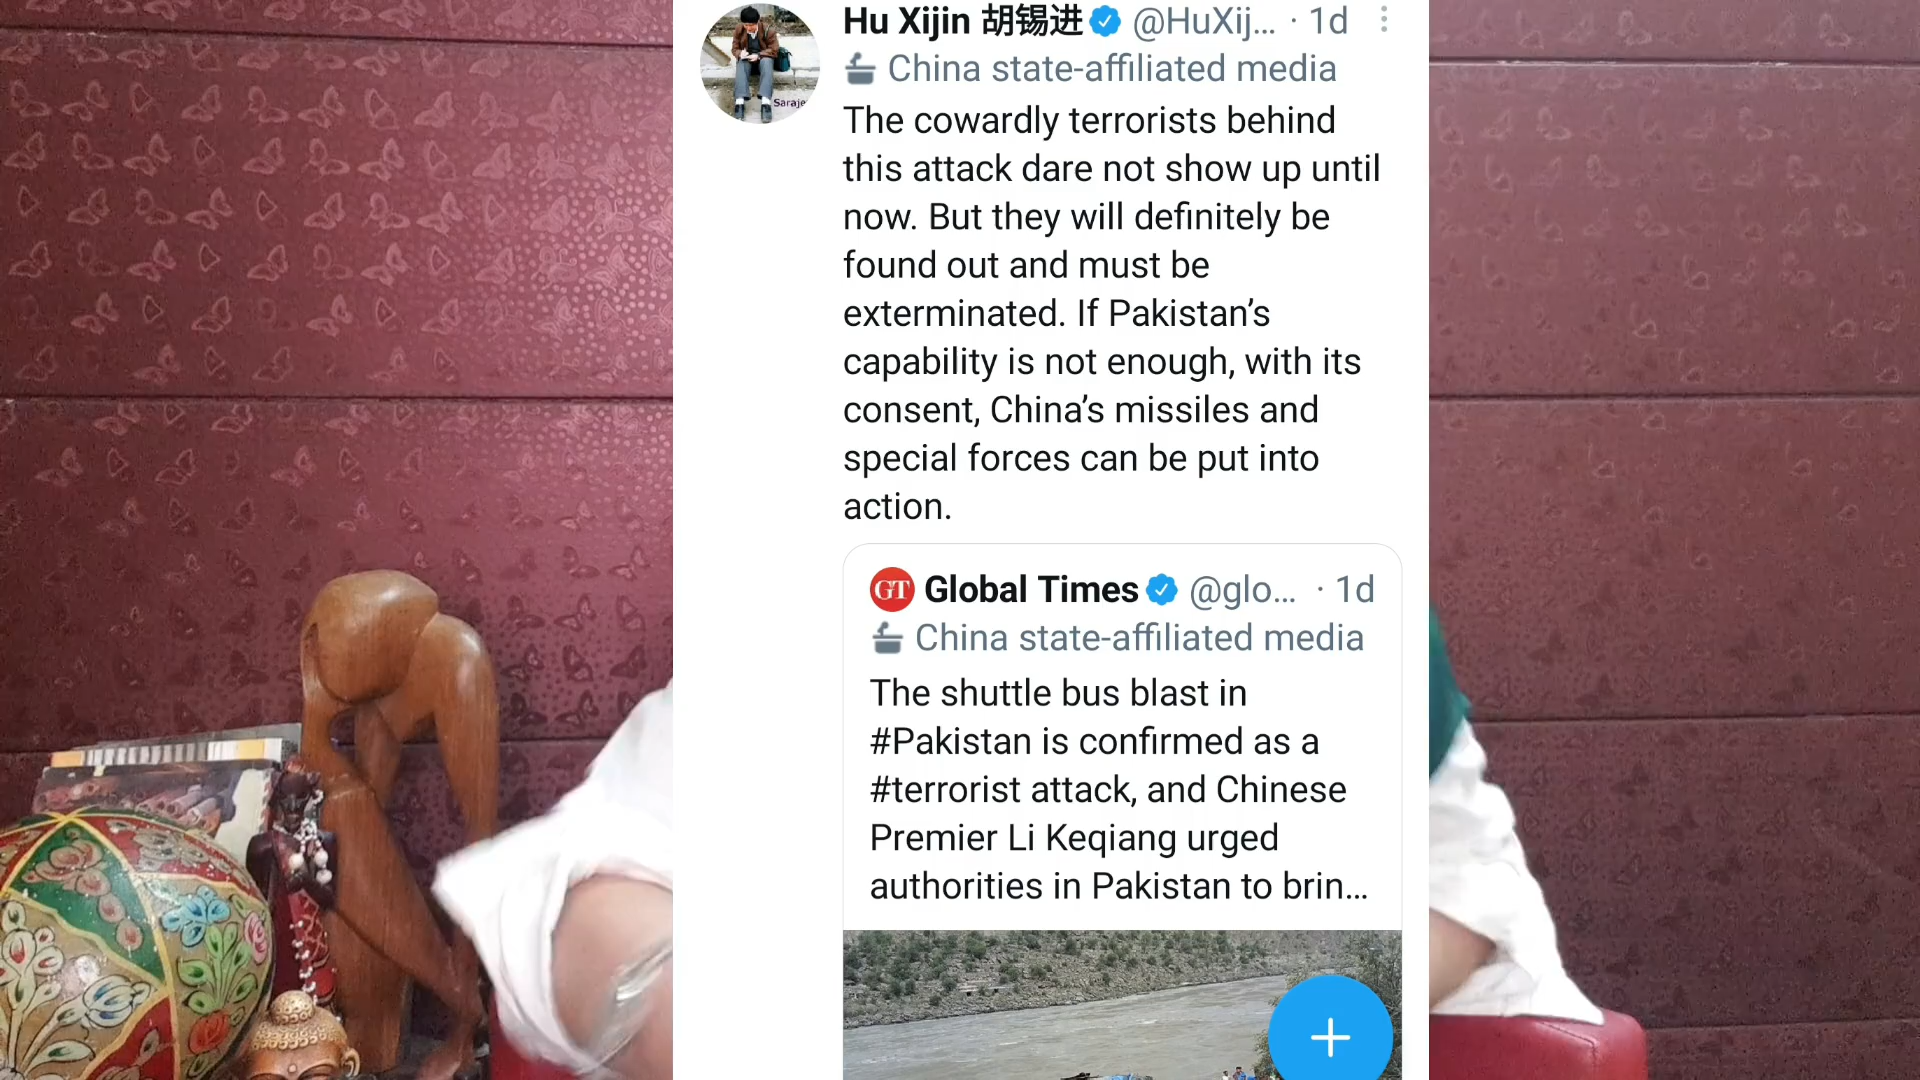 Hu Xijin 胡锡进 @HuXij... · 1d
China state-affiliated media
The cowardly terrorists behind
this attack dare not show up until
now. But they will definitely be
found out and must be
exterminated. If Pakistan’s
capability is not enough, with its
consent, China’s missiles and
special forces can be put into
action.
GT Global Times @glo... · 1d
China state-affiliated media
The shuttle bus blast in
#Pakistan is confirmed as a
#terrorist attack, and Chinese
Premier Li Keqiang urged
authorities in Pakistan to brin...
Saraje